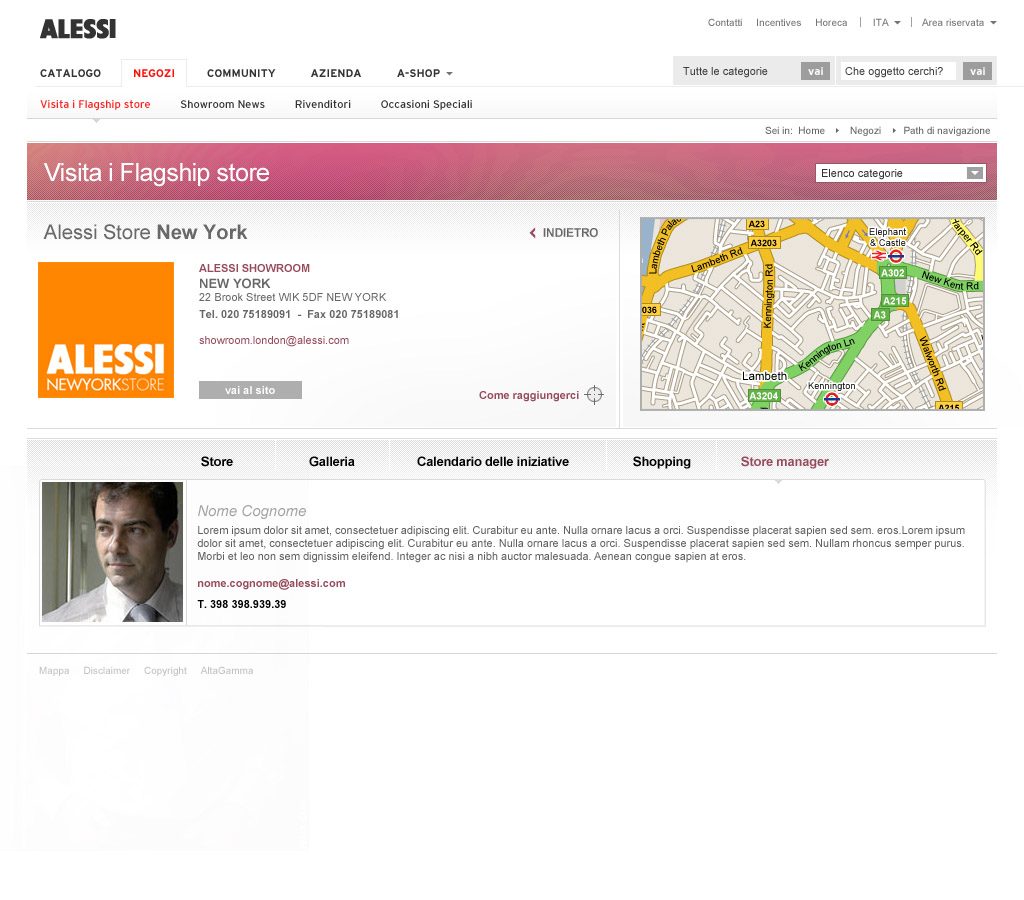 ALESSI
Contatti Incentives Horeca ITA Area riservata
CATALOGO NEGOZI COMMUNITY AZIENDA A-SHOP
Tutte le categorie vai Che oggetto cerchi? vai
Visita i Flagship store Showroom News Rivenditori Occasioni Speciali
Sei in: Home Negozi Path di navigazione
Visita i Flagship store
Elenco categorie
Alessi Store New York
INDIETRO
ALESSI
NEWYORKSTORE
ALESSI SHOWROOM
NEW YORK
22 Brook Street WIK 5DF NEW YORK
Tel. 020 75189091 - Fax 020 75189081
showroom.london@alessi.com
vai al sito
Come raggiungerci
Lambeth Palac
A23
A3203
Lambeth Rd
Kennington Rd
Elephant
& Castle
Harper Rd
A302
New Kent Rd
A215
A3
036
Kennington Ln
Walworth Rd
Lambeth
Kennington
A3204
A215
Store Galleria Calendario delle iniziative Shopping Store manager
Nome Cognome
Lorem ipsum dolor sit amet, consectetuer adipiscing elit. Curabitur eu ante. Nulla ornare lacus a orci. Suspendisse placerat sapien sed sem. eros.Lorem ipsum
dolor sit amet, consectetuer adipiscing elit. Curabitur eu ante. Nulla ornare lacus a orci. Suspendisse placerat sapien sed sem. Nullam rhoncus semper purus.
Morbi et leo non sem dignissim eleifend. Integer ac nisi a nibh auctor malesuada. Aenean congue sapien at eros.
nome.cognome@alessi.com
T. 398 398.939.39
Mappa Disclaimer Copyright AltaGamma